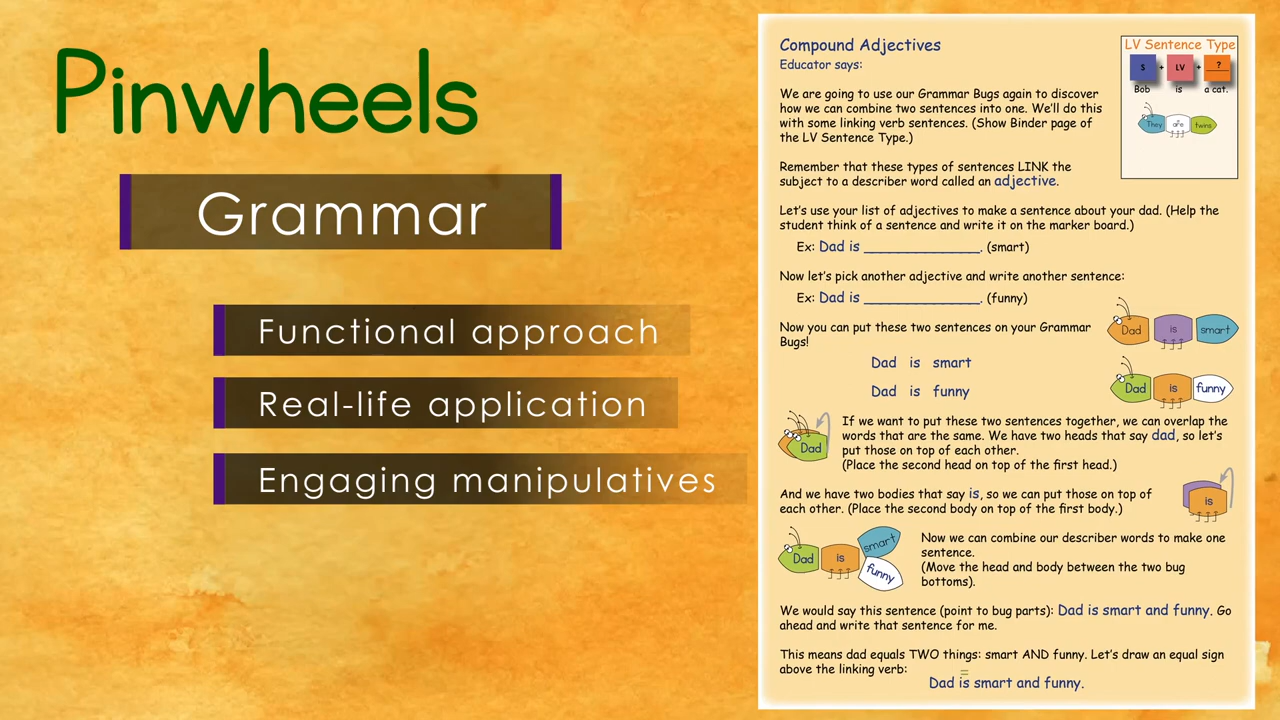 Pinwheels
Grammar
Functional approach
Real-life application
Engaging manipulatives
Compound Adjectives
Educator says:
We are going to use our Grammar Bugs again to discover
how we can combine two sentences into one. We'll do this
with some linking verb sentences. (Show Binder page of
the LV Sentence Type.)
LV Sentence Type
S + LV + ?
Bob is a cat.
They are twins
Remember that these types of sentences LINK the
subject to a describer word called an adjective.
Let's use your list of adjectives to make a sentence about your dad. (Help the
student think of a sentence and write it on the marker board.)
Ex: Dad is ______________. (smart)
Now let's pick another adjective and write another sentence:
Ex: Dad is ______________. (funny)
Now you can put these two sentences on your Grammar
Bugs!
Dad is smart
Dad is funny
Dad is smart
Dad is funny
Dad
If we want to put these two sentences together, we can overlap the
words that are the same. We have two heads that say dad, so let's
put those on top of each other.
(Place the second head on top of the first head.)
And we have two bodies that say is, so we can put those on top of
each other. (Place the second body on top of the first body.)
is
Dad is smart funny
Now we can combine our describer words to make one
sentence.
(Move the head and body between the two bug
bottoms).
We would say this sentence (point to bug parts): Dad is smart and funny. Go
ahead and write that sentence for me.
This means dad equals TWO things: smart AND funny. Let's draw an equal sign
above the linking verb:
=
Dad is smart and funny.